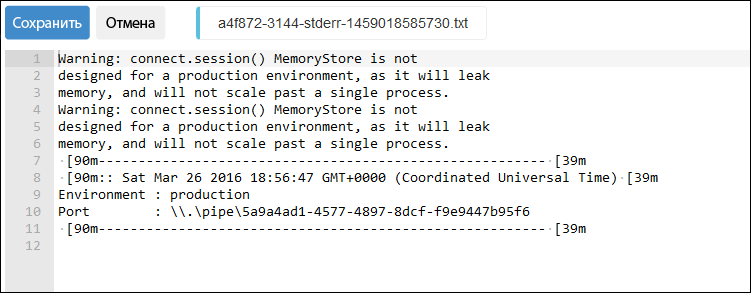 Сохранить Отмена a4f872-3144-stderr-1459018585730.txt
1 Warning: connect.session() MemoryStore is not
2 designed for a production environment, as it will leak
3 memory, and will not scale past a single process.
4 Warning: connect.session() MemoryStore is not
5 designed for a production environment, as it will leak
6 memory, and will not scale past a single process.
7 ·[90m------------------------------------------------------- ·[39m
8 ·[90m:: Sat Mar 26 2016 18:56:47 GMT+0000 (Coordinated Universal Time)·[39m
9 Environment : production
10 Port        : \\.\pipe\5a9a4ad1-4577-4897-8dcf-f9e9447b95f6
11 ·[90m------------------------------------------------------- ·[39m
12